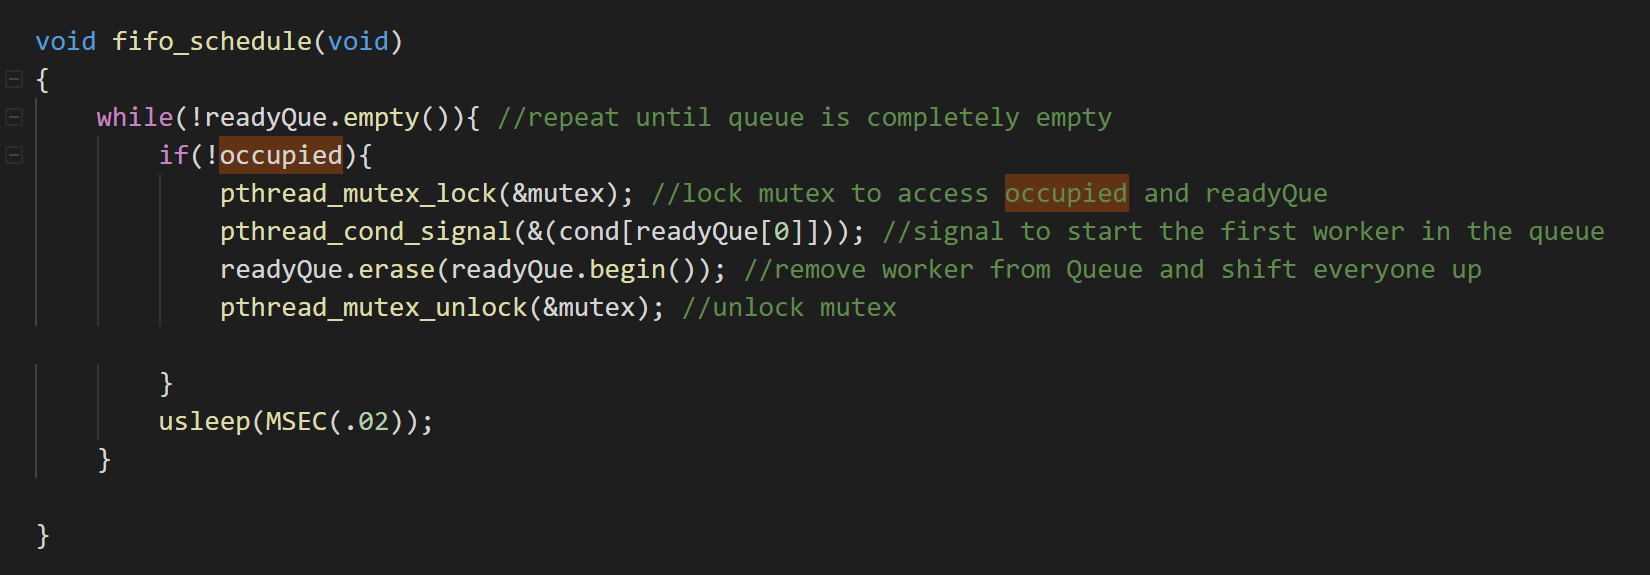 void fifo_schedule(void)
{
    while(!readyQue.empty()){ //repeat until queue is completely empty
        if(!occupied){
            pthread_mutex_lock(&mutex); //lock mutex to access occupied and readyQue
            pthread_cond_signal(&(cond[readyQue[0]])); //signal to start the first worker in the queue
            readyQue.erase(readyQue.begin()); //remove worker from Queue and shift everyone up
            pthread_mutex_unlock(&mutex); //unlock mutex
        }
        usleep(MSEC(.02));
    }
}